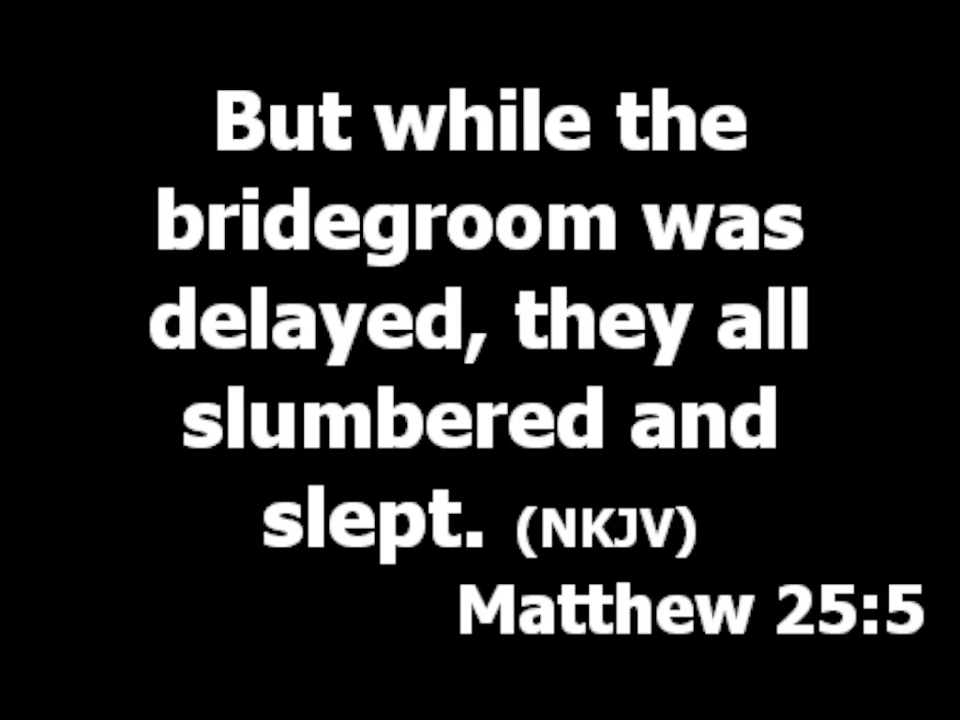 But while the
bridegroom was
delayed, they all
slumbered and
slept. (NKJV)
Matthew 25:5